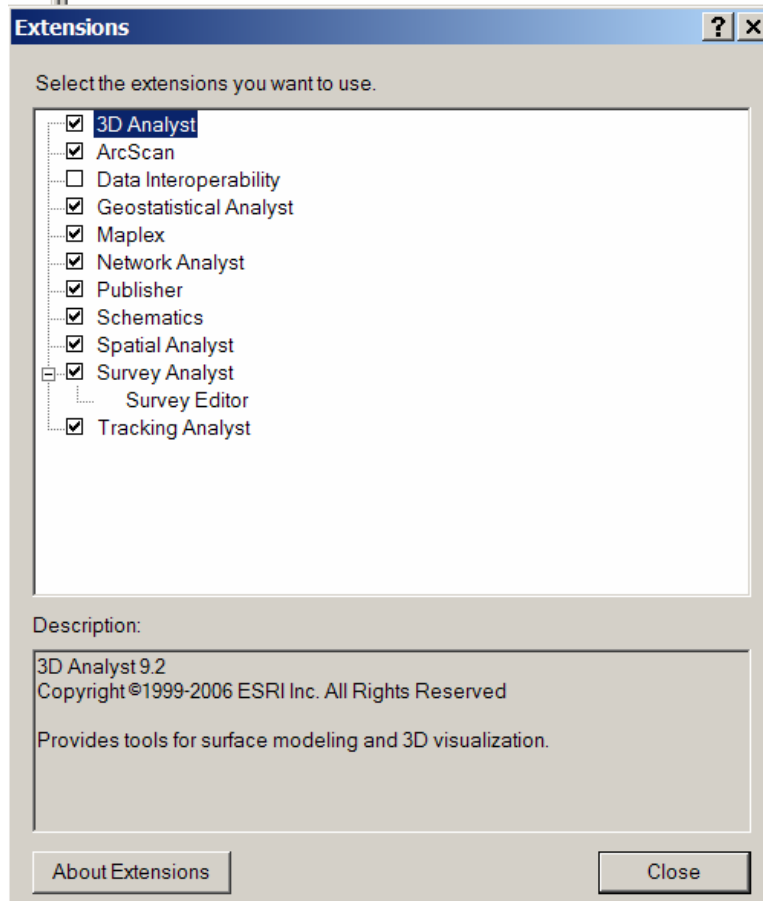 Extensions
Select the extensions you want to use.
3D Analyst
ArcScan
Data Interoperability
Geostatistical Analyst
Maplex
Network Analyst
Publisher
Schematics
Spatial Analyst
Survey Analyst
Survey Editor
Tracking Analyst
Description:
3D Analyst 9.2
Copyright ©1999-2006 ESRI Inc. All Rights Reserved
Provides tools for surface modeling and 3D visualization.
About Extensions
Close